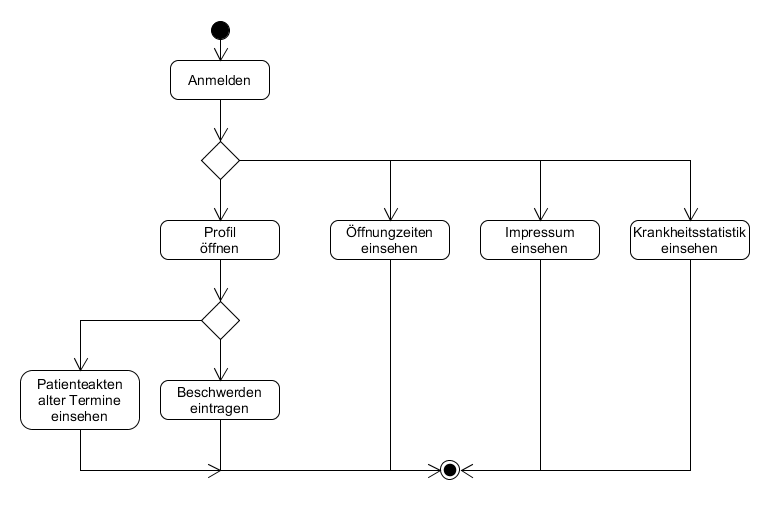 Anmelden
Profil
öffnen
Öffnungzeiten
einsehen
Impressum
einsehen
Krankheitsstatistik
einsehen
Patienteakten
alter Termine
einsehen
Beschwerden
eintragen